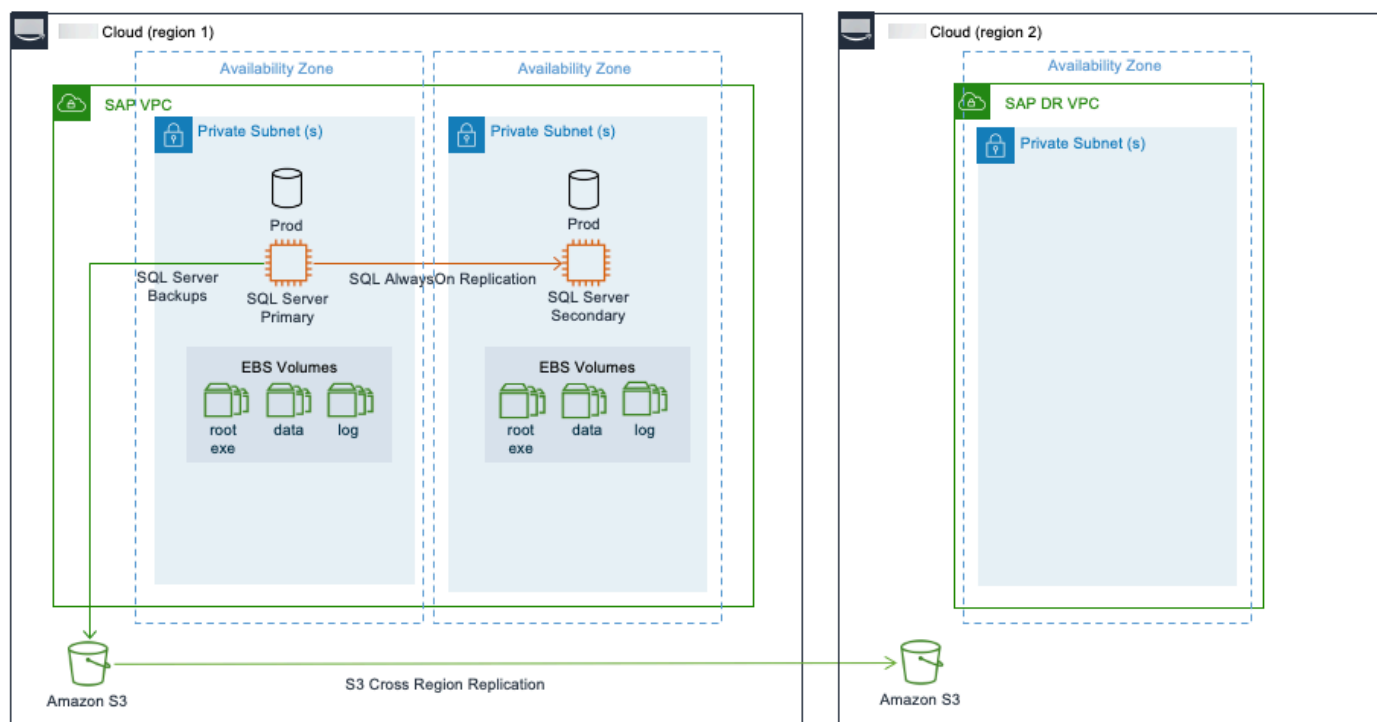 Cloud (region 1)
Availability Zone
Availability Zone
SAP VPC
Private Subnet (s)
Private Subnet (s)
Prod
Prod
SQL Server
Backups
SQL AlwaysOn Replication
SQL Server
Primary
SQL Server
Secondary
EBS Volumes
root
exe
data
log
EBS Volumes
root
exe
data
log
Amazon S3
S3 Cross Region Replication
Cloud (region 2)
Availability Zone
SAP DR VPC
Private Subnet (s)
Amazon S3